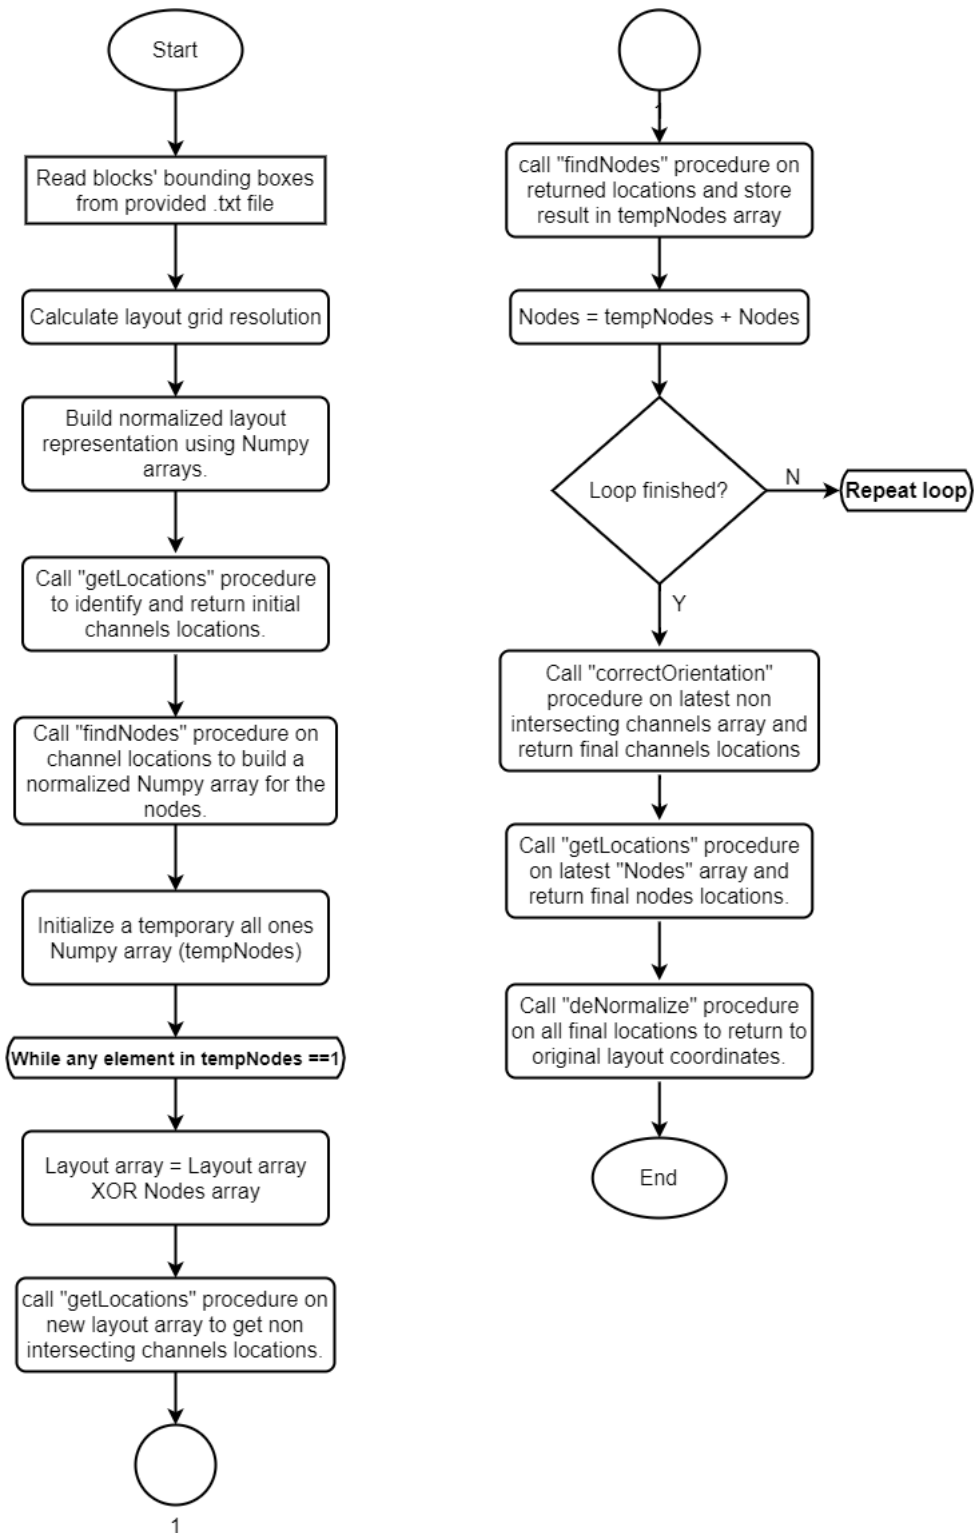 Start
Read blocks' bounding boxes
from provided .txt file
Calculate layout grid resolution
Build normalized layout
representation using Numpy
arrays.
Call "getLocations" procedure
to identify and return initial
channels locations.
Call "findNodes" procedure on
channel locations to build a
normalized Numpy array for the
nodes.
Initialize a temporary all ones
Numpy array (tempNodes)
While any element in tempNodes ==1
Layout array = Layout array
XOR Nodes array
call "getLocations" procedure on
new layout array to get non
intersecting channels locations.
1
1
call "findNodes" procedure on
returned locations and store
result in tempNodes array
Nodes = tempNodes + Nodes
Loop finished?
N
Repeat loop
Y
Call "correctOrientation"
procedure on latest non
intersecting channels array and
return final channels locations
Call "getLocations" procedure
on latest "Nodes" array and
return final nodes locations.
Call "deNormalize" procedure
on all final locations to return to
original layout coordinates.
End